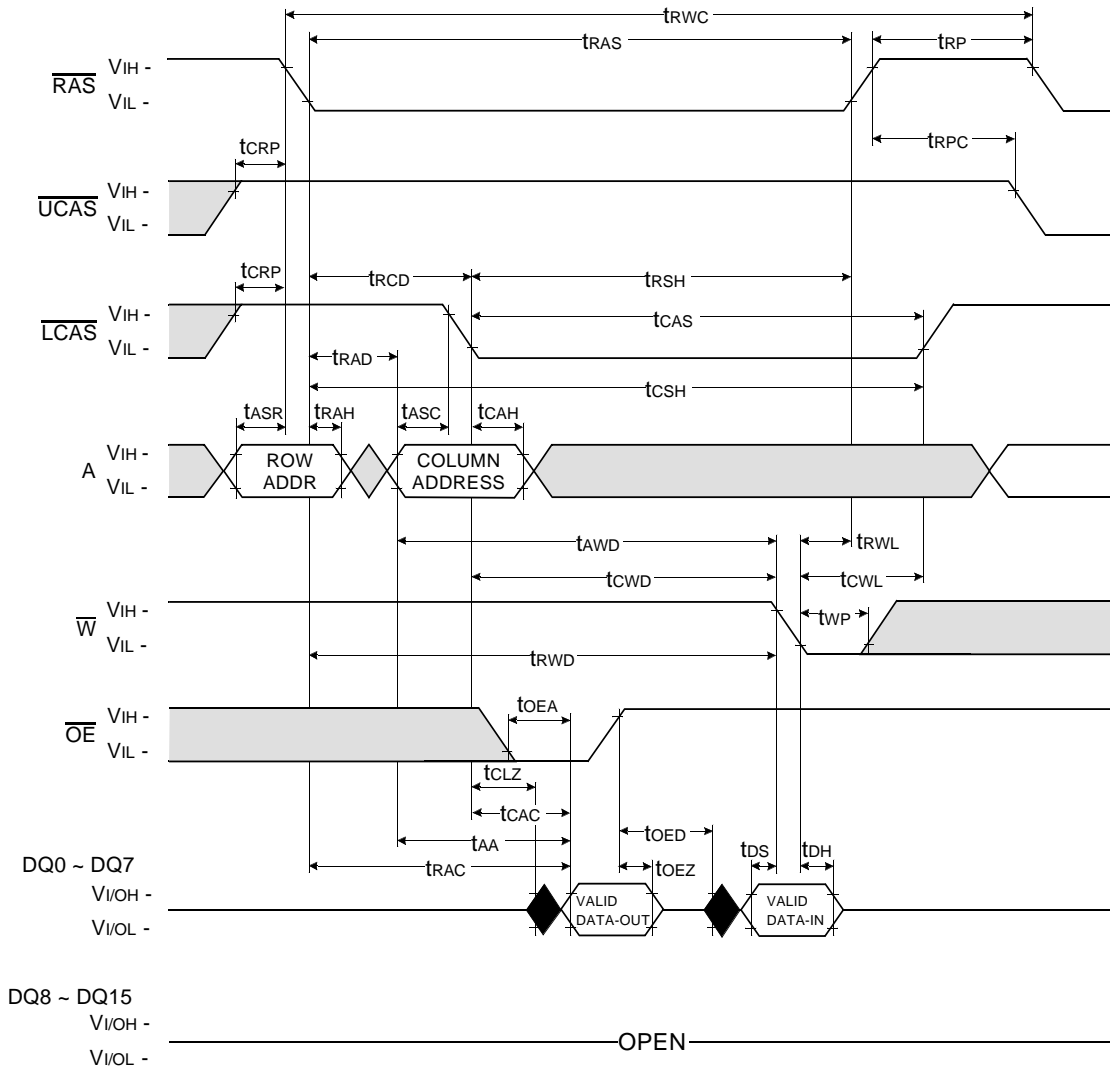 tRWC
tRAS
tRP
RAS
VIH -
VIL -
tCRP
tRPC
UCAS
VIH -
VIL -
tCRP
tRCD
tRSH
LCAS
VIH -
VIL -
tCAS
tRAD
tCSH
tASR
tRAH
tASC
tCAH
A
VIH -
VIL -
ROW
ADDR
COLUMN
ADDRESS
tAWD
tRWL
tCWD
tCWL
W
VIH -
VIL -
tWP
tRWD
OE
VIH -
VIL -
tOEA
tCLZ
tCAC
tAA
tOED
tRAC
tOEZ
tDS
tDH
DQ0 ~ DQ7
VI/OH -
VI/OL -
VALID
DATA-OUT
VALID
DATA-IN
DQ8 ~ DQ15
VI/OH -
VI/OL -
OPEN